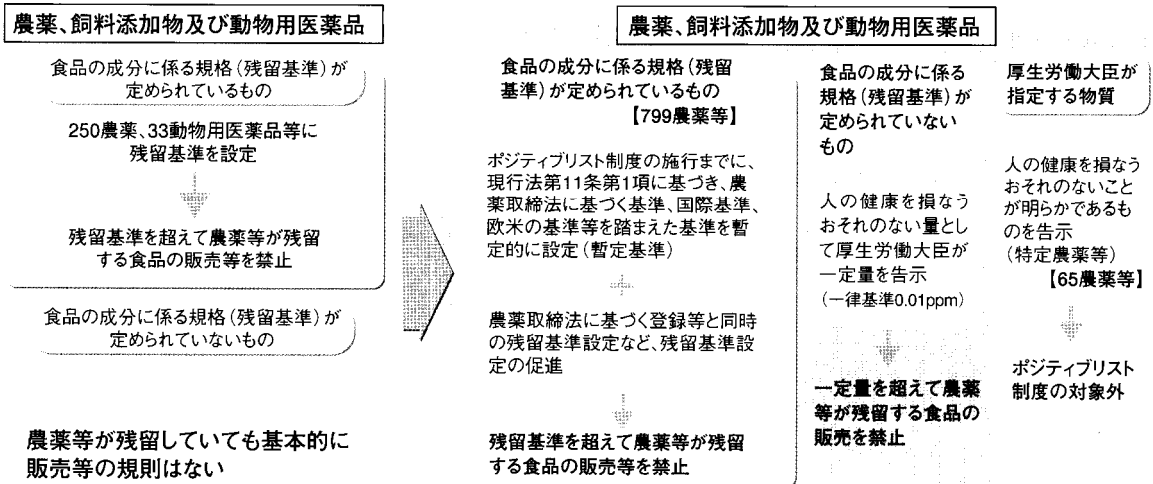 農薬、飼料添加物及び動物用医薬品
食品の成分に係る規格（残留基準）が
定められているもの
250農薬、33動物用医薬品等に
残留基準を設定
残留基準を超えて農薬等が残留
する食品の販売等を禁止
食品の成分に係る規格（残留基準）が
定められていないもの
農薬等が残留していても基本的に
販売等の規則はない
農薬、飼料添加物及び動物用医薬品
食品の成分に係る規格（残留
基準）が定められているもの
【799農薬等】
ポジティブリスト制度の施行までに、
現行法第11条第1項に基づき、農
薬取締法に基づく基準、国際基準、
欧米の基準等を踏まえた基準を暫
定的に設定（暫定基準）
＋
農薬取締法に基づく登録等と同時
の残留基準設定など、残留基準設
定の促進
残留基準を超えて農薬等が残留
する食品の販売等を禁止
食品の成分に係る
規格（残留基準）が
定められていない
もの
人の健康を損なう
おそれのない量とし
て厚生労働大臣が
一定量を告示
（一律基準0.01ppm）
一定量を超えて農薬
等が残留する食品の
販売を禁止
厚生労働大臣が
指定する物質
人の健康を損なう
おそれのないこと
が明らかであるも
のを告示
（特定農薬等）
【65農薬等】
ポジティブリスト
制度の対象外